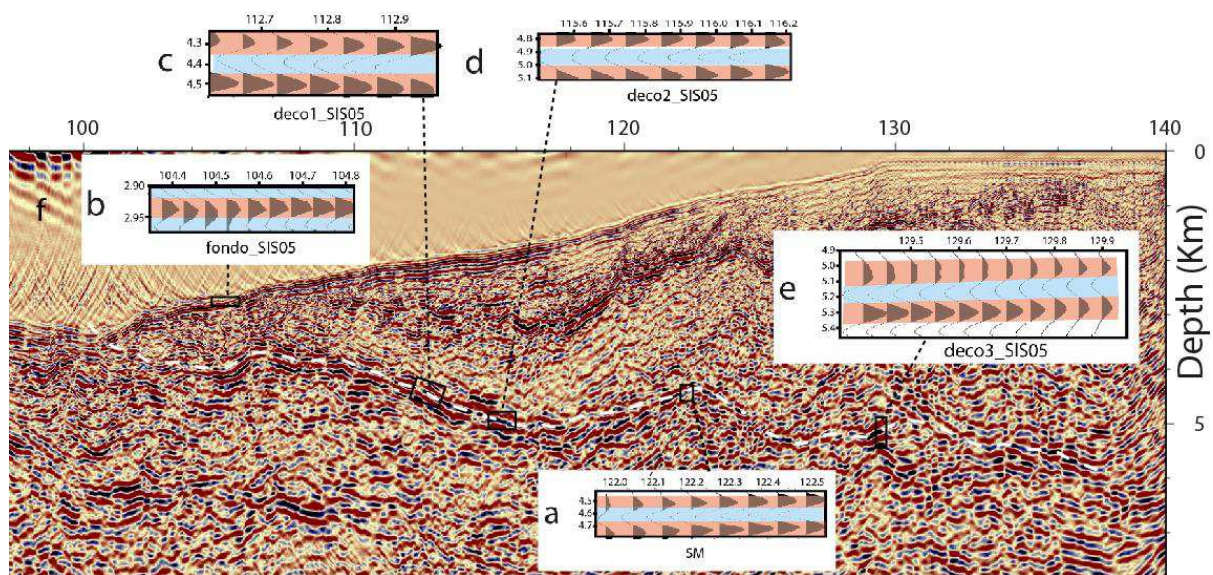 112.7 112.8 112.9
4.3
4.4
4.5
c
deco1_SIS05
115.6 115.7 115.8 115.9 116.0 116.1 116.2
4.8
4.9
5.0
5.1
d
deco2_SIS05
100 110 120 130 140
0
5
Depth (Km)
f
b
104.4 104.5 104.6 104.7 104.8
2.90
2.95
fondo_SIS05
e
129.5 129.6 129.7 129.8 129.9
4.9
5.0
5.1
5.2
5.3
5.4
deco3_SIS05
a
122.0 122.1 122.2 122.3 122.4 122.5
4.5
4.6
4.7
SM